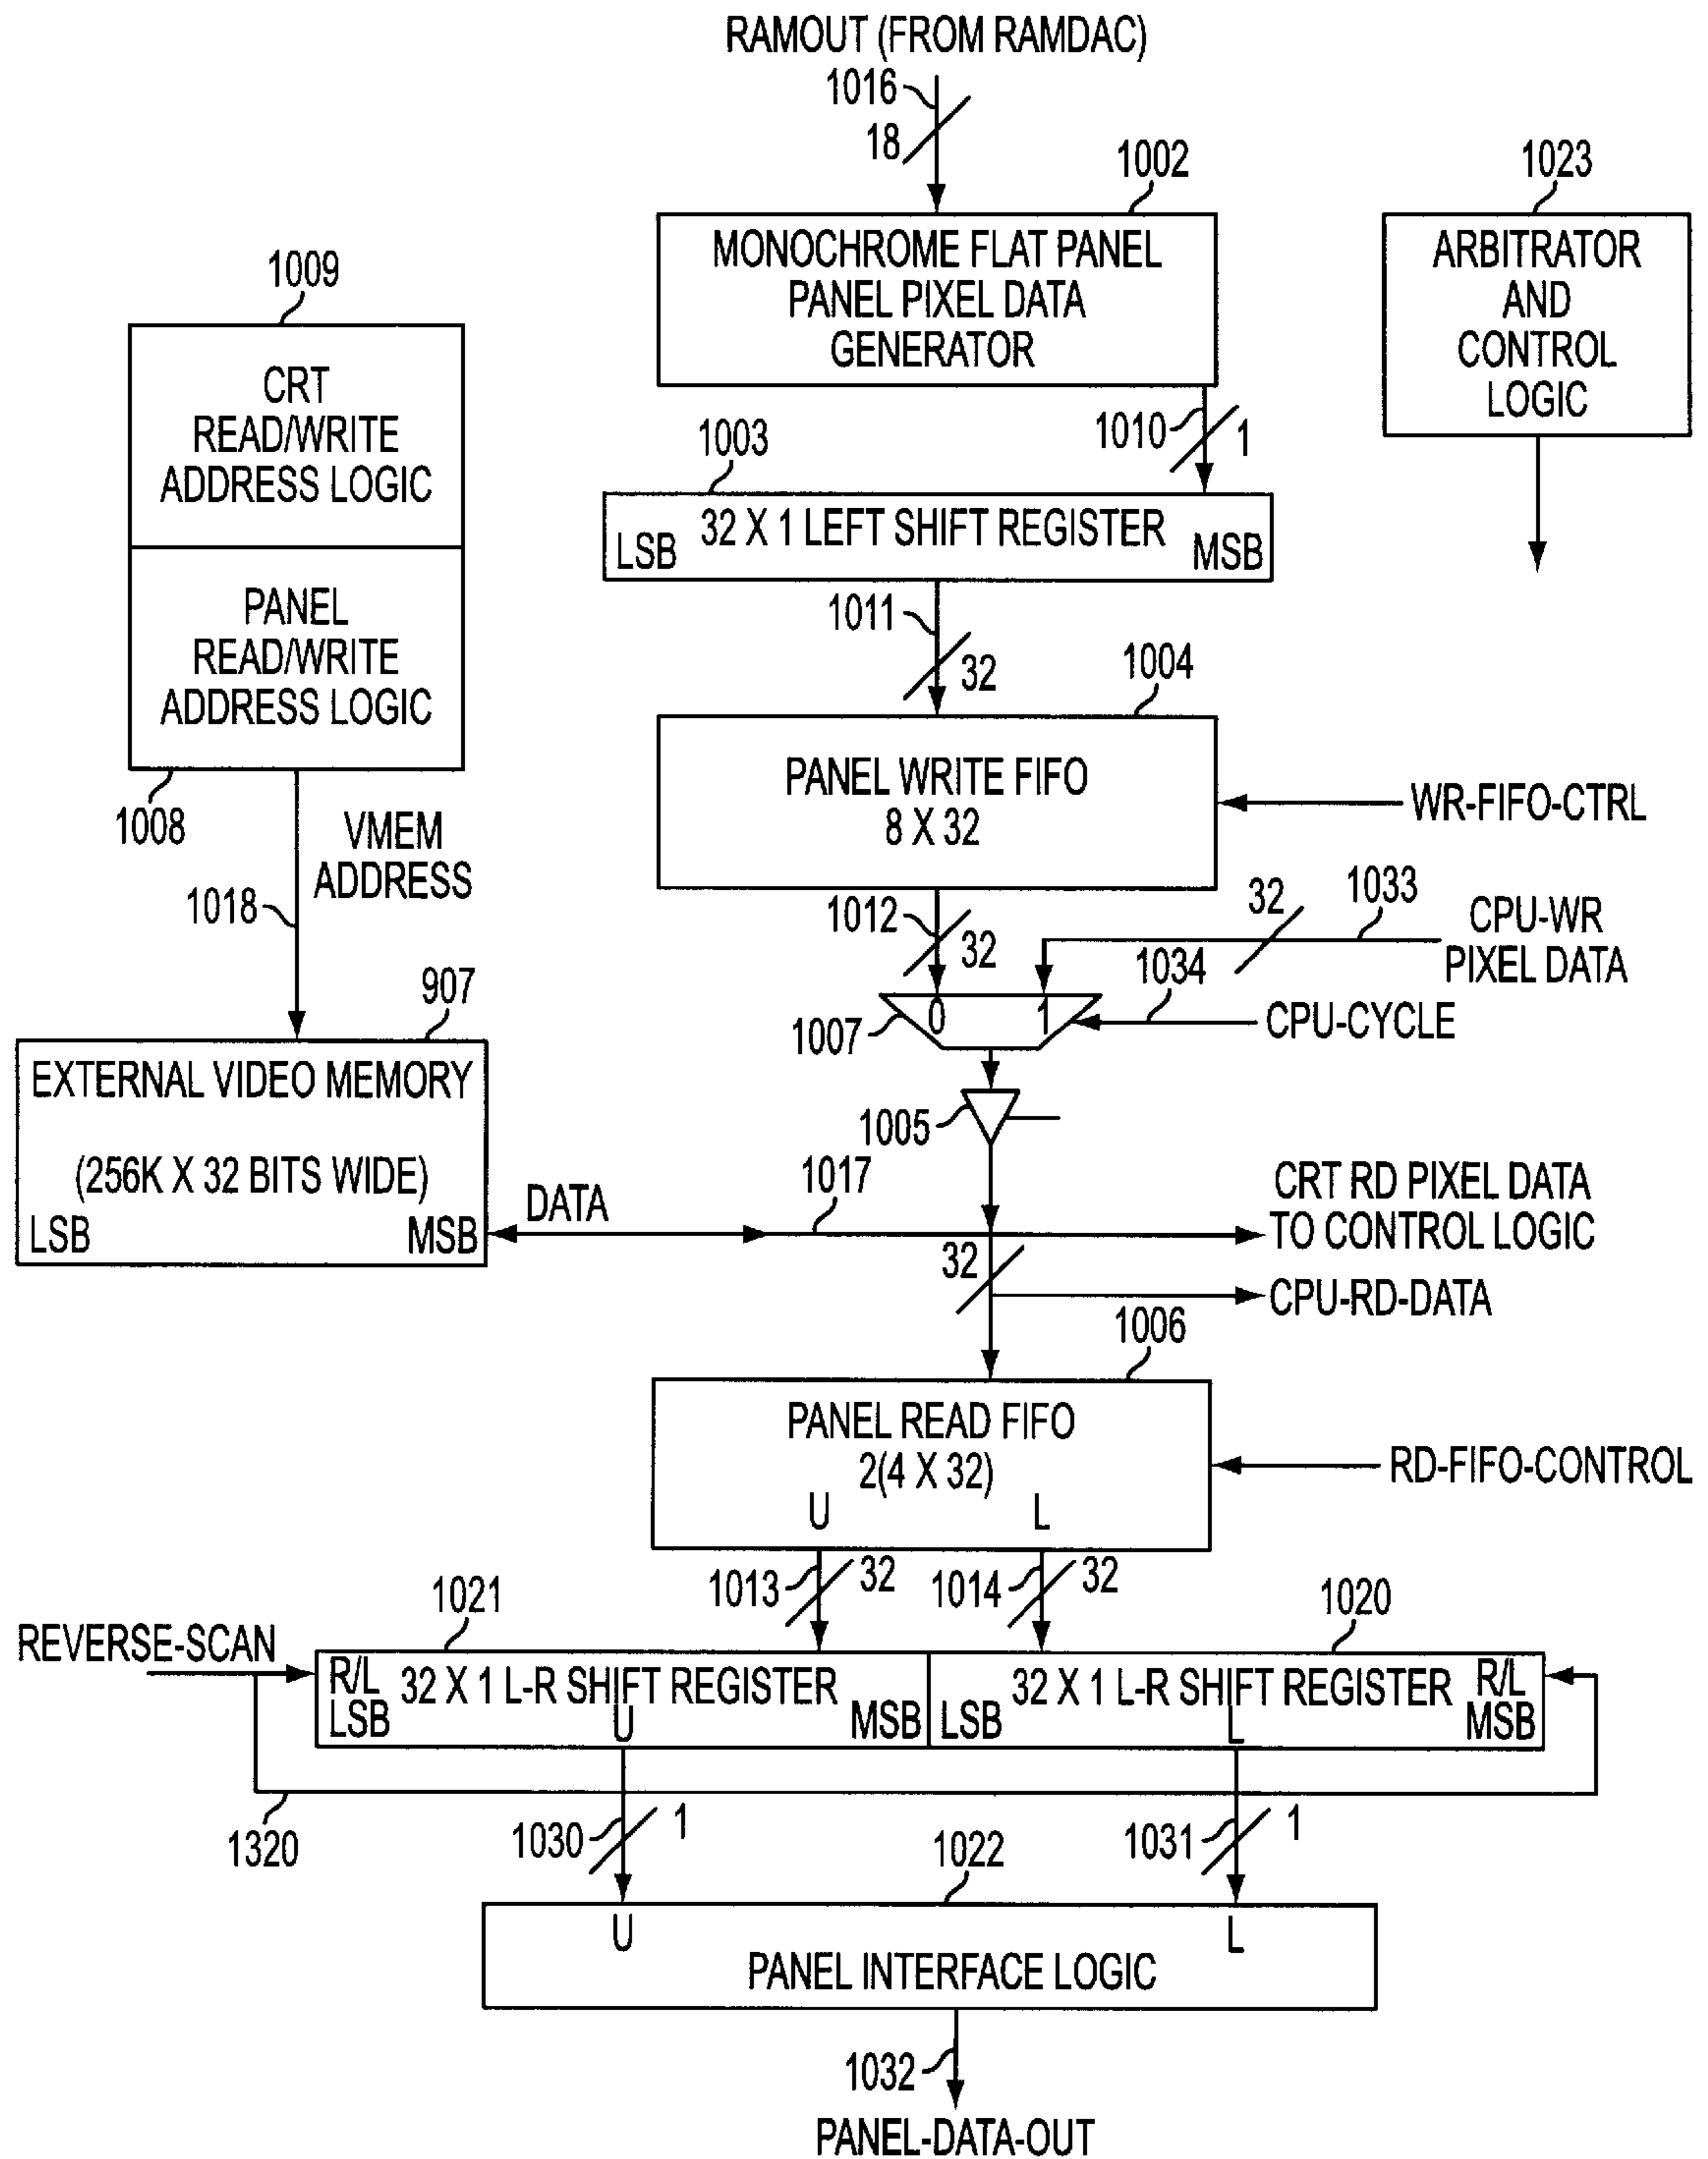 RAMOUT (FROM RAMDAC)
1016
18
1002
1023
MONOCHROME FLAT PANEL
PANEL PIXEL DATA
GENERATOR
ARBITRATOR
AND
CONTROL
LOGIC
1009
CRT
READ/WRITE
ADDRESS LOGIC
PANEL
READ/WRITE
ADDRESS LOGIC
1008
1010
1
1003
32 X 1 LEFT SHIFT REGISTER
LSB
MSB
1011
32
1004
PANEL WRITE FIFO
8 X 32
WR-FIFO-CTRL
VMEM
ADDRESS
1018
1012
32
32
1033
CPU-WR
PIXEL DATA
1034
0
1
1007
CPU-CYCLE
907
EXTERNAL VIDEO MEMORY
(256K X 32 BITS WIDE)
LSB
MSB
1005
DATA
1017
CRT RD PIXEL DATA
TO CONTROL LOGIC
32
CPU-RD-DATA
1006
PANEL READ FIFO
2(4 X 32)
U
L
RD-FIFO-CONTROL
1013
32
1014
32
1021
1020
REVERSE-SCAN
R/L
32 X 1 L-R SHIFT REGISTER
LSB
U
MSB
32 X 1 L-R SHIFT REGISTER
R/L
LSB
L
MSB
1320
1030
1
1031
1
1022
U
L
PANEL INTERFACE LOGIC
1032
PANEL-DATA-OUT